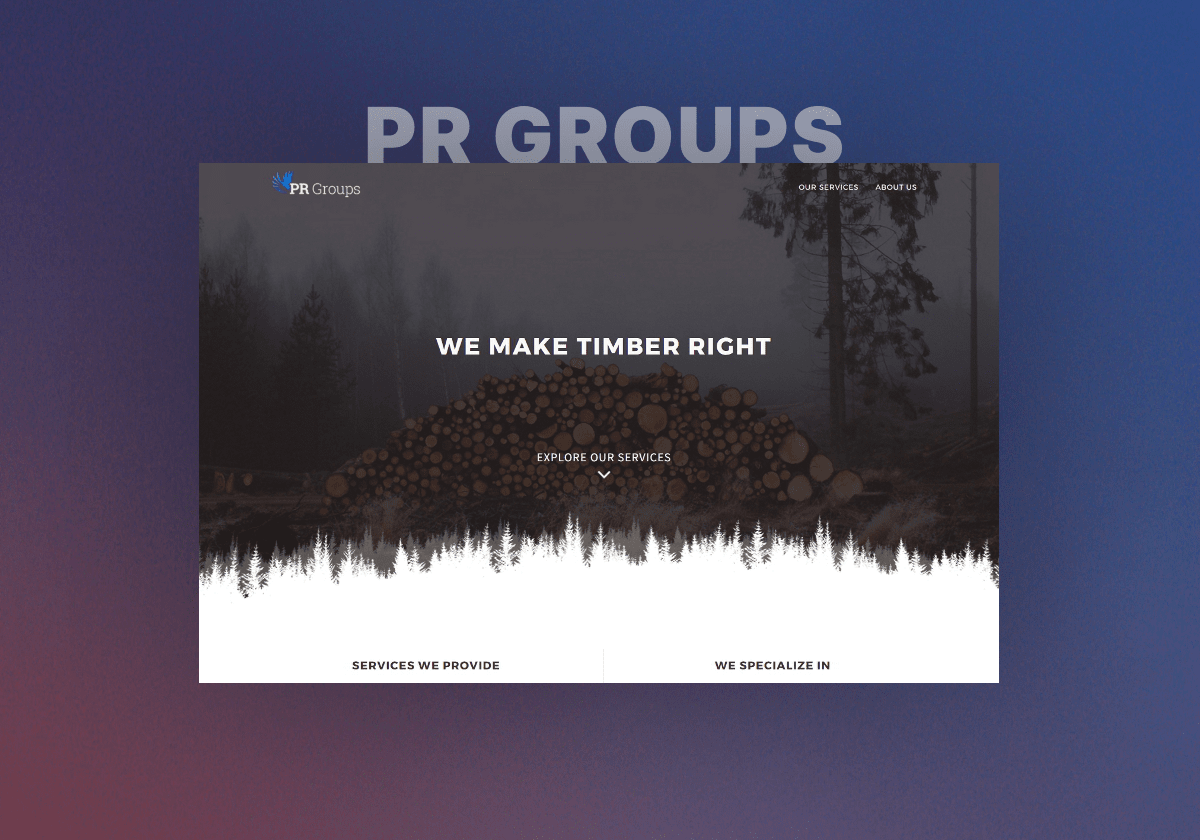 PR GROUPS
PR Groups
OUR SERVICES ABOUT US
WE MAKE TIMBER RIGHT
EXPLORE OUR SERVICES
SERVICES WE PROVIDE
WE SPECIALIZE IN